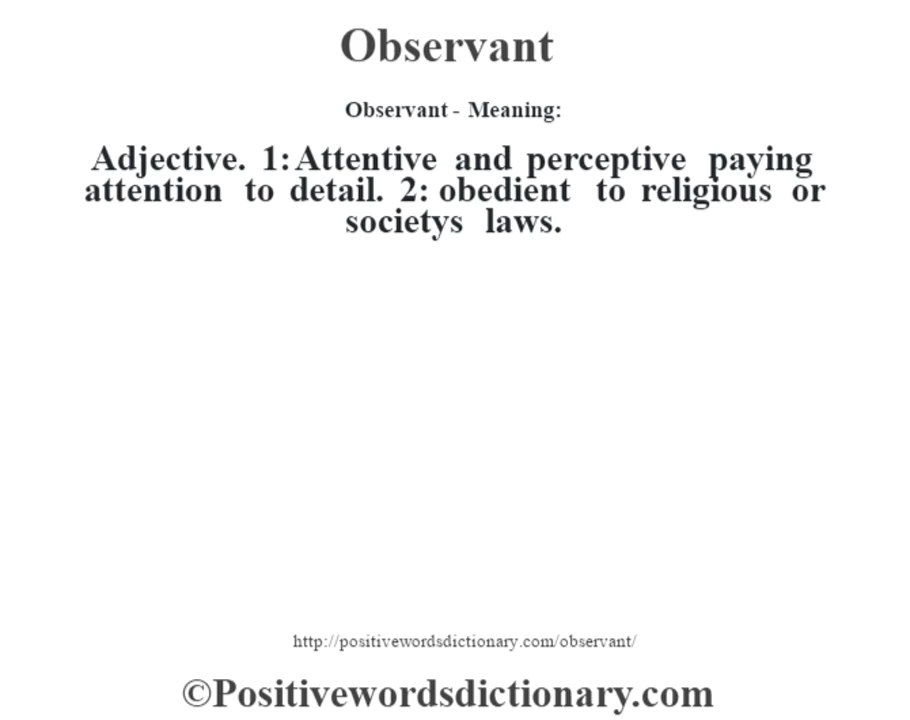 Observant
Observant - Meaning:
Adjective. 1: Attentive and perceptive paying
attention to detail. 2: obedient to religious or
societys laws.
http://positivewordsdictionary.com/observant/
©Positivewordsdictionary.com